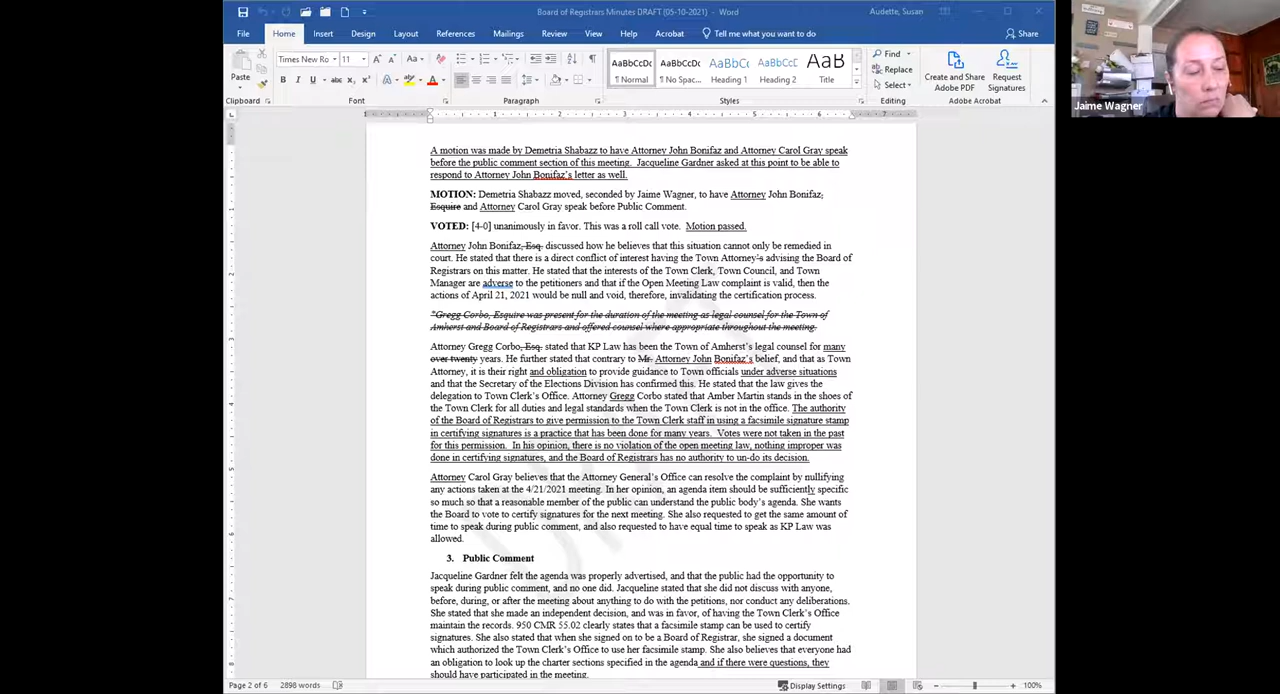 Board of Registrars Minutes DRAFT (05-10-2021) - Word
Audette, Susan
File Home Insert Design Layout References Mailings Review View Help Acrobat Tell me what you want to do Share
Times New Ro 11
Paste
Clipboard Font Paragraph Styles Editing Adobe Acrobat
AaBbCcDc AaBbCcDc AaBbC AaBbCcC AaB
¶ Normal ¶ No Spac... Heading 1 Heading 2 Title
Find
Replace
Select
Create and Share Adobe PDF
Request Signatures
Jaime Wagner
A motion was made by Demetria Shabazz to have Attorney John Bonifaz and Attorney Carol Gray speak
before the public comment section of this meeting. Jacqueline Gardner asked at this point to be able to
respond to Attorney John Bonifaz's letter as well.
MOTION: Demetria Shabazz moved, seconded by Jaime Wagner, to have Attorney John Bonifaz,
Esquire and Attorney Carol Gray speak before Public Comment.
VOTED: [4-0] unanimously in favor. This was a roll call vote. Motion passed.
Attorney John Bonifaz, Esq. discussed how he believes that this situation cannot only be remedied in
court. He stated that there is a direct conflict of interest having the Town Attorney's advising the Board of
Registrars on this matter. He stated that the interests of the Town Clerk, Town Council, and Town
Manager are adverse to the petitioners and that if the Open Meeting Law complaint is valid, then the
actions of April 21, 2021 would be null and void, therefore, invalidating the certification process.
*Gregg Corbo, Esquire was present for the duration of the meeting as legal counsel for the Town of
Amherst and Board of Registrars and offered counsel where appropriate throughout the meeting.
Attorney Gregg Corbo, Esq. stated that KP Law has been the Town of Amherst's legal counsel for many
over twenty years. He further stated that contrary to Mr. Attorney John Bonifaz's belief, and that as Town
Attorney, it is their right and obligation to provide guidance to Town officials under adverse situations
and that the Secretary of the Elections Division has confirmed this. He stated that the law gives the
delegation to Town Clerk's Office. Attorney Gregg Corbo stated that Amber Martin stands in the shoes of
the Town Clerk for all duties and legal standards when the Town Clerk is not in the office. The authority
of the Board of Registrars to give permission to the Town Clerk staff in using a facsimile signature stamp
in certifying signatures is a practice that has been done for many years. Votes were not taken in the past
for this permission. In his opinion, there is no violation of the open meeting law, nothing improper was
done in certifying signatures, and the Board of Registrars has no authority to un-do its decision.
Attorney Carol Gray believes that the Attorney General's Office can resolve the complaint by nullifying
any actions taken at the 4/21/2021 meeting. In her opinion, an agenda item should be sufficiently specific
so much so that a reasonable member of the public can understand the public body's agenda. She wants
the Board to vote to certify signatures for the next meeting. She also requested to get the same amount of
time to speak during public comment, and also requested to have equal time to speak as KP Law was
allowed.
3. Public Comment
Jacqueline Gardner felt the agenda was properly advertised, and that the public had the opportunity to
speak during public comment, and no one did. Jacqueline stated that she did not discuss with anyone,
before, during, or after the meeting about anything to do with the petitions, nor conduct any deliberations.
She stated that she made an independent decision, and was in favor, of having the Town Clerk's Office
maintain the records. 950 CMR 55.02 clearly states that a facsimile stamp can be used to certify
signatures. She also stated that when she signed on to be a Board of Registrar, she signed a document
which authorized the Town Clerk's Office to use her facsimile stamp. She also believes that everyone had
an obligation to look up the charter sections specified in the agenda and if there were questions, they
should have participated in the meeting.
Page 2 of 6 2898 words Display Settings 100%